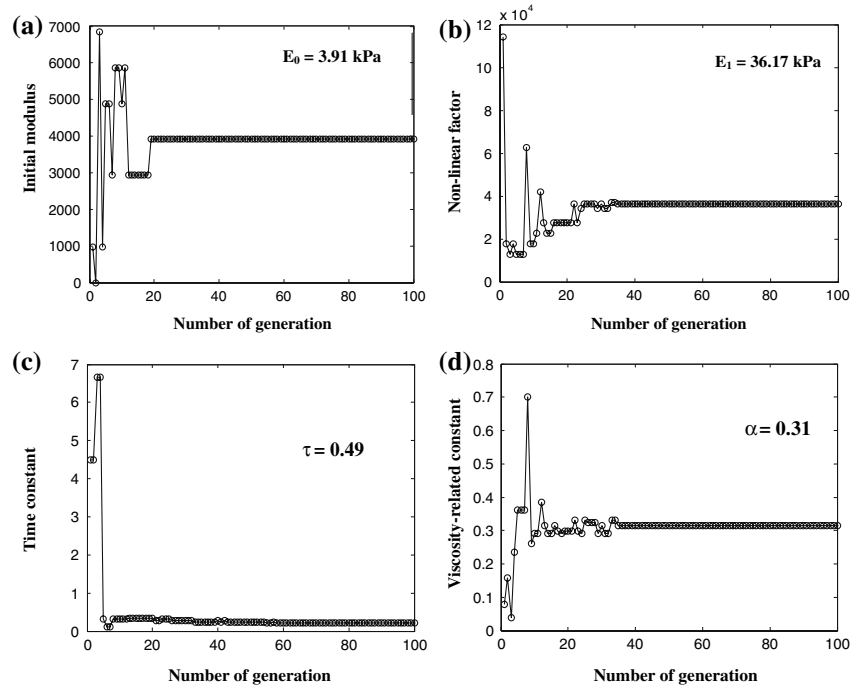 (a)
7000
6000
5000
4000
3000
2000
1000
0
Initial modulus
E₀ = 3.91 kPa
0 20 40 60 80 100
Number of generation
(b)
× 10⁴
12
10
8
6
4
2
0
Non-linear factor
E₁ = 36.17 kPa
0 20 40 60 80 100
Number of generation
(c)
7
6
5
4
3
2
1
0
Time constant
τ = 0.49
0 20 40 60 80 100
Number of generation
(d)
0.8
0.7
0.6
0.5
0.4
0.3
0.2
0.1
0
Viscosity-related constant
α = 0.31
0 20 40 60 80 100
Number of generation